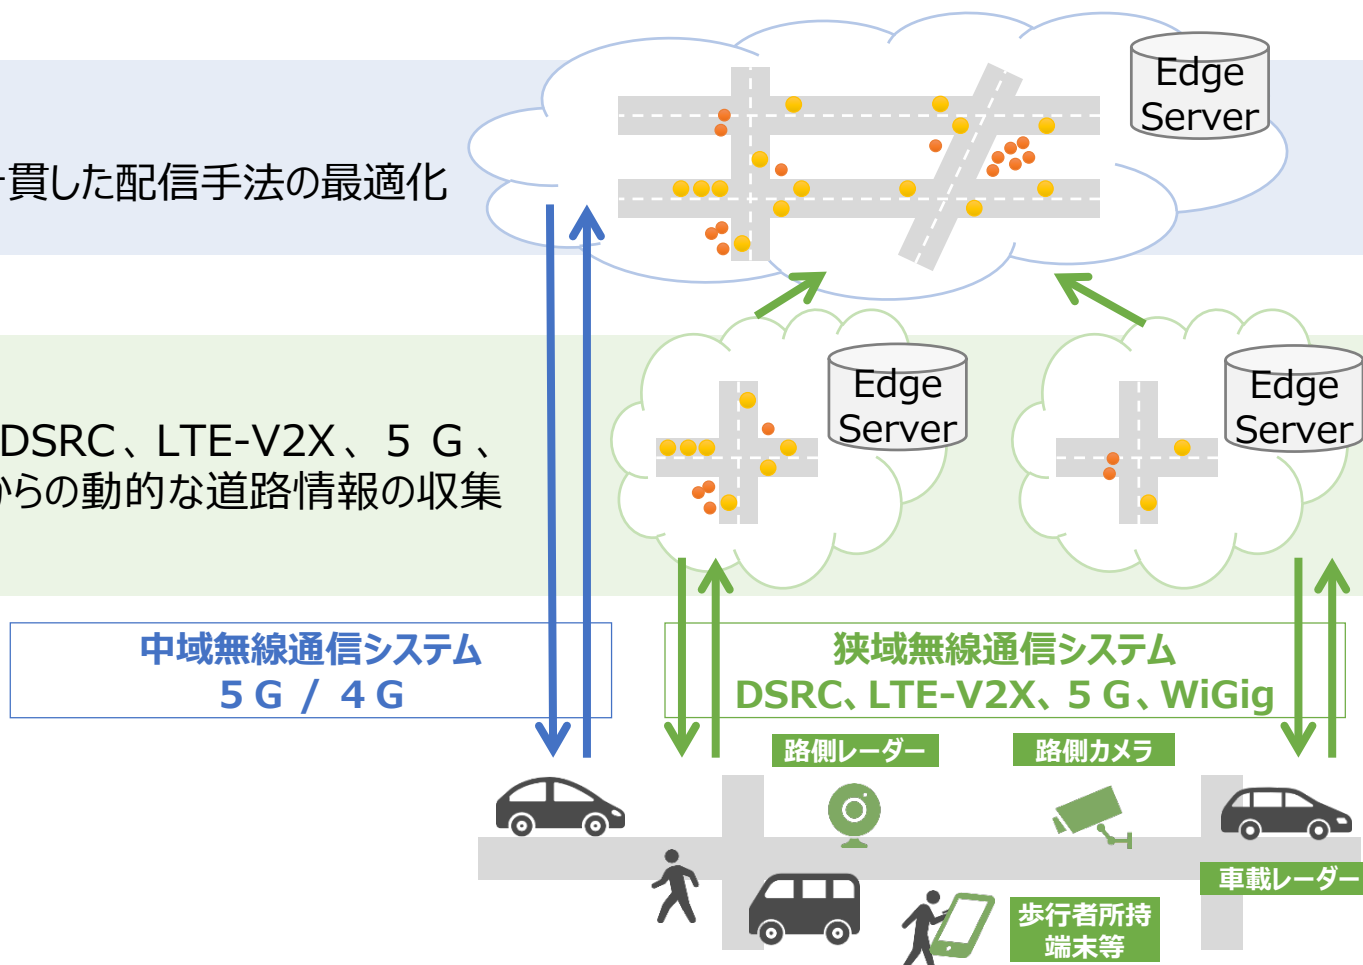 Edge
Server
貫した配信手法の最適化
Edge
Server
Edge
Server
DSRC、LTE-V2X、５Ｇ、
からの動的な道路情報の収集
中域無線通信システム
５Ｇ / ４Ｇ
狭域無線通信システム
DSRC、LTE-V2X、５Ｇ、WiGig
路側レーダー
路側カメラ
車載レーダー
歩行者所持
端末等